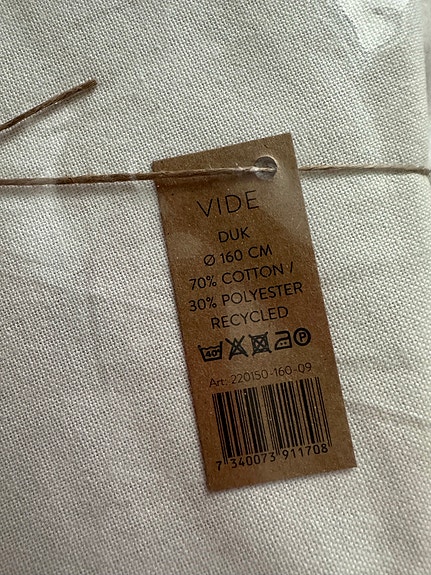 VIDE
DUK
Ø 160 CM
70% COTTON /
30% POLYESTER
RECYCLED
40° P
Art: 220150-160-09
7 340073 911708